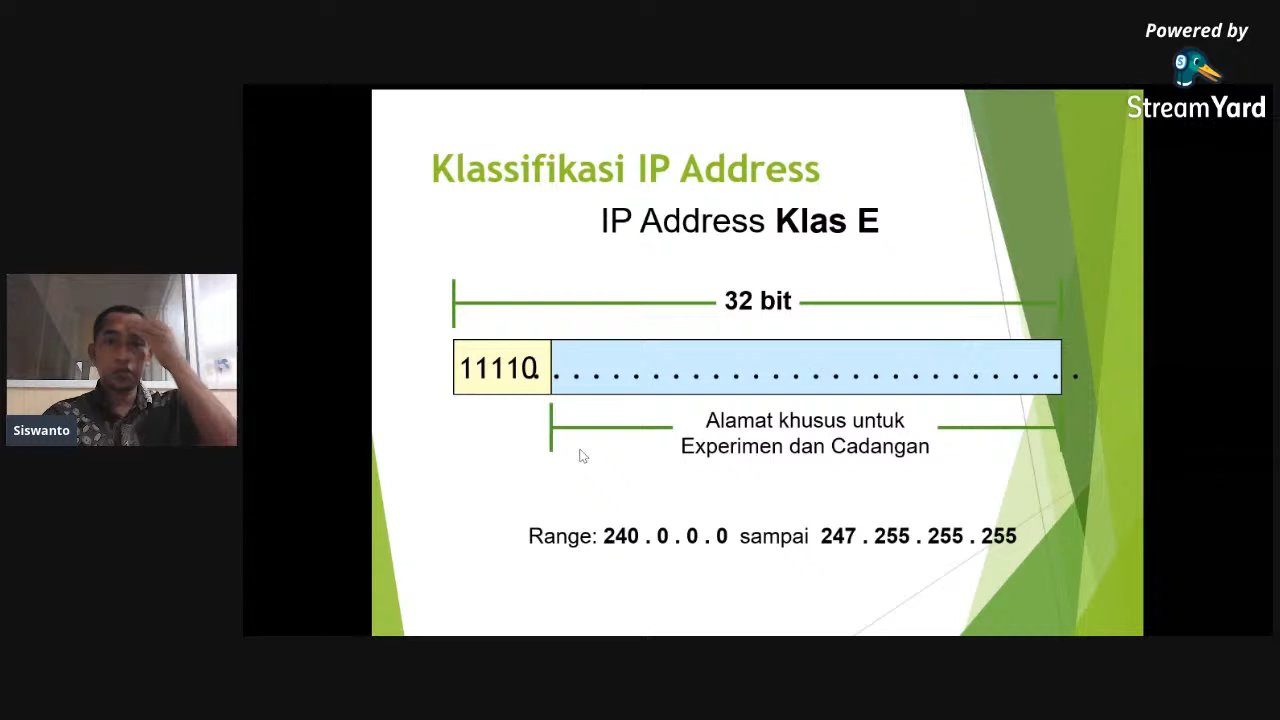 Powered by
StreamYard
Klassifikasi IP Address
IP Address Klas E
32 bit
11110. . . . . . . . . . . . . . . . . . . . . . . . . . . .
Alamat khusus untuk
Experimen dan Cadangan
Siswanto
Range: 240 . 0 . 0 . 0 sampai 247 . 255 . 255 . 255